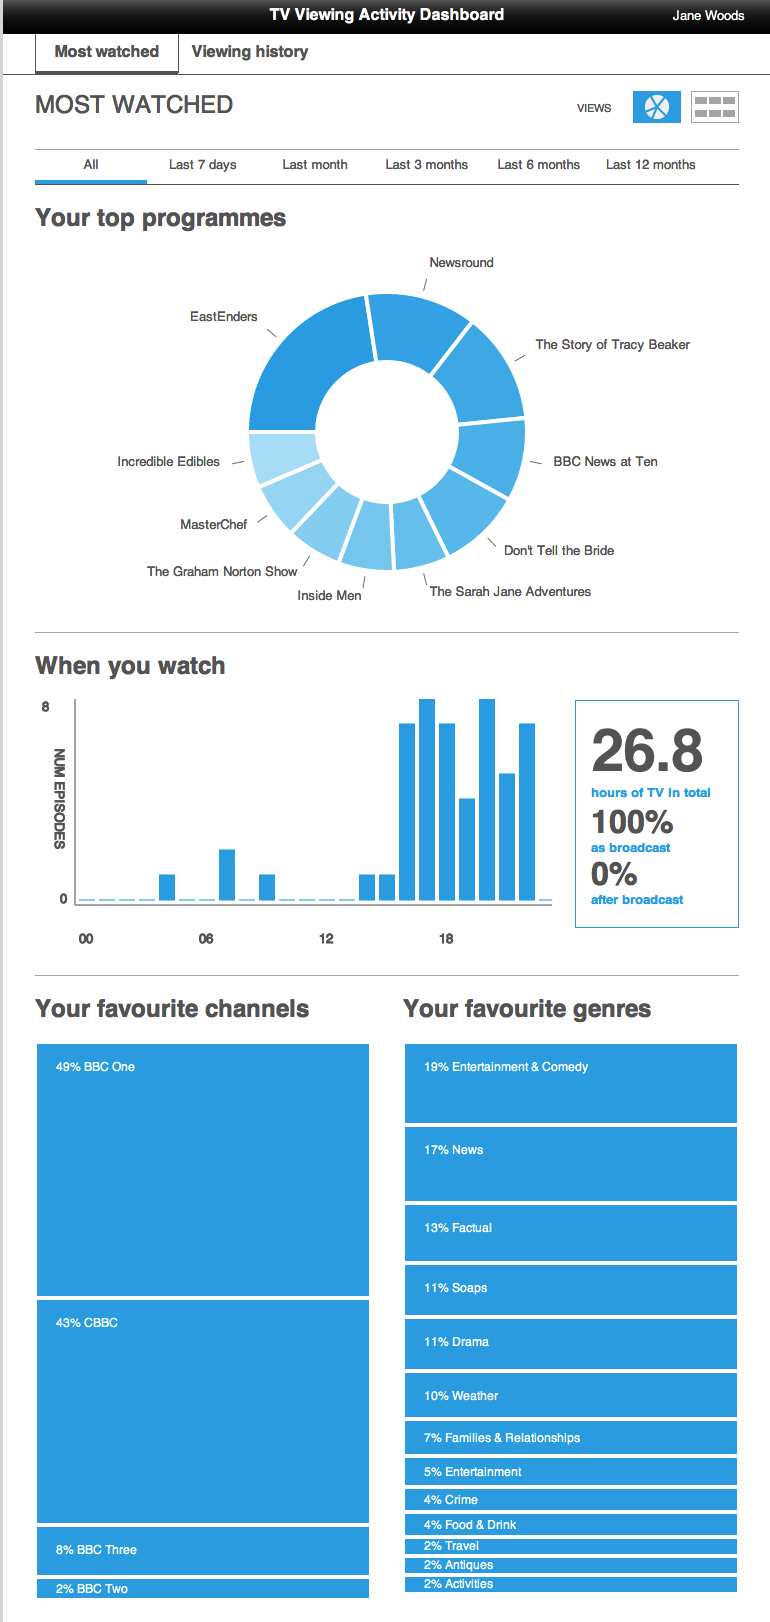 TV Viewing Activity Dashboard
Jane Woods
Most watched
Viewing history
MOST WATCHED
VIEWS
All
Last 7 days
Last month
Last 3 months
Last 6 months
Last 12 months
Your top programmes
Newsround
EastEnders
The Story of Tracy Beaker
Incredible Edibles
BBC News at Ten
MasterChef
Don't Tell the Bride
The Graham Norton Show
Inside Men
The Sarah Jane Adventures
When you watch
8
NUM EPISODES
0
00
06
12
18
26.8
hours of TV in total
100%
as broadcast
0%
after broadcast
Your favourite channels
49% BBC One
43% CBBC
8% BBC Three
2% BBC Two
Your favourite genres
19% Entertainment & Comedy
17% News
13% Factual
11% Soaps
11% Drama
10% Weather
7% Families & Relationships
5% Entertainment
4% Crime
4% Food & Drink
2% Travel
2% Antiques
2% Activities